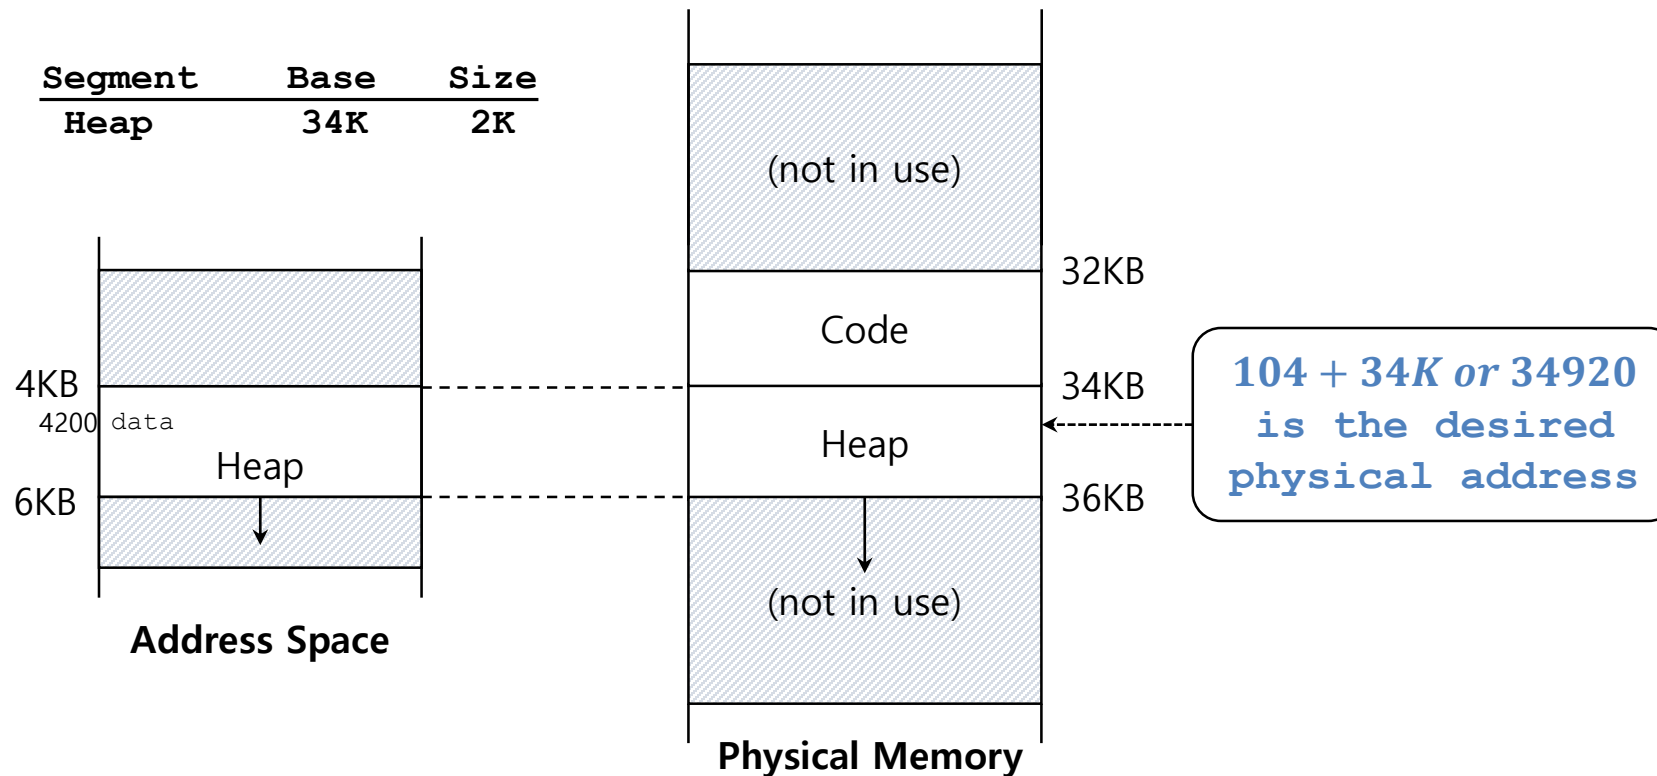 Segment Base Size
Heap 34K 2K
(not in use)
32KB
Code
4KB
34KB
4200 data
Heap
Heap
6KB
36KB
(not in use)
104 + 34K or 34920
is the desired
physical address
Address Space
Physical Memory